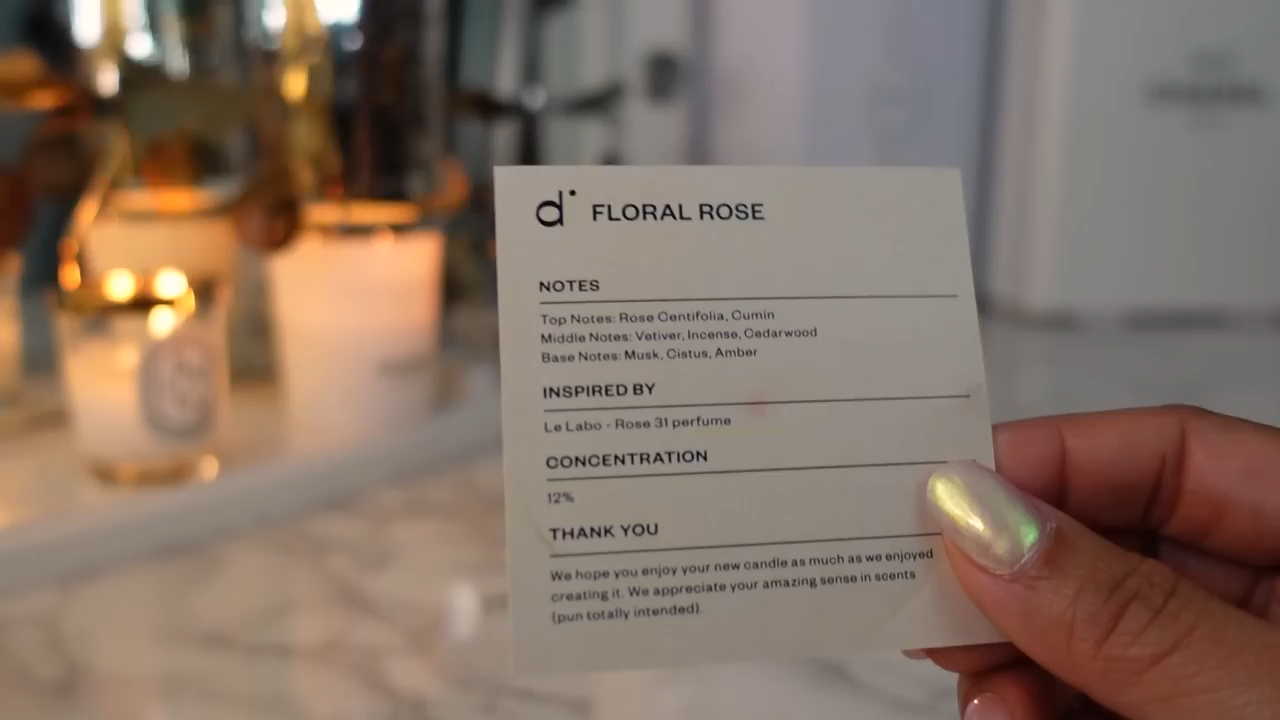 d° FLORAL ROSE
NOTES
Top Notes: Rose Centifolia, Cumin
Middle Notes: Vetiver, Incense, Cedarwood
Base Notes: Musk, Cistus, Amber
INSPIRED BY
Le Labo - Rose 31 perfume
CONCENTRATION
12%
THANK YOU
We hope you enjoy your new candle as much as we enjoyed
creating it. We appreciate your amazing sense in scents
(pun totally intended).